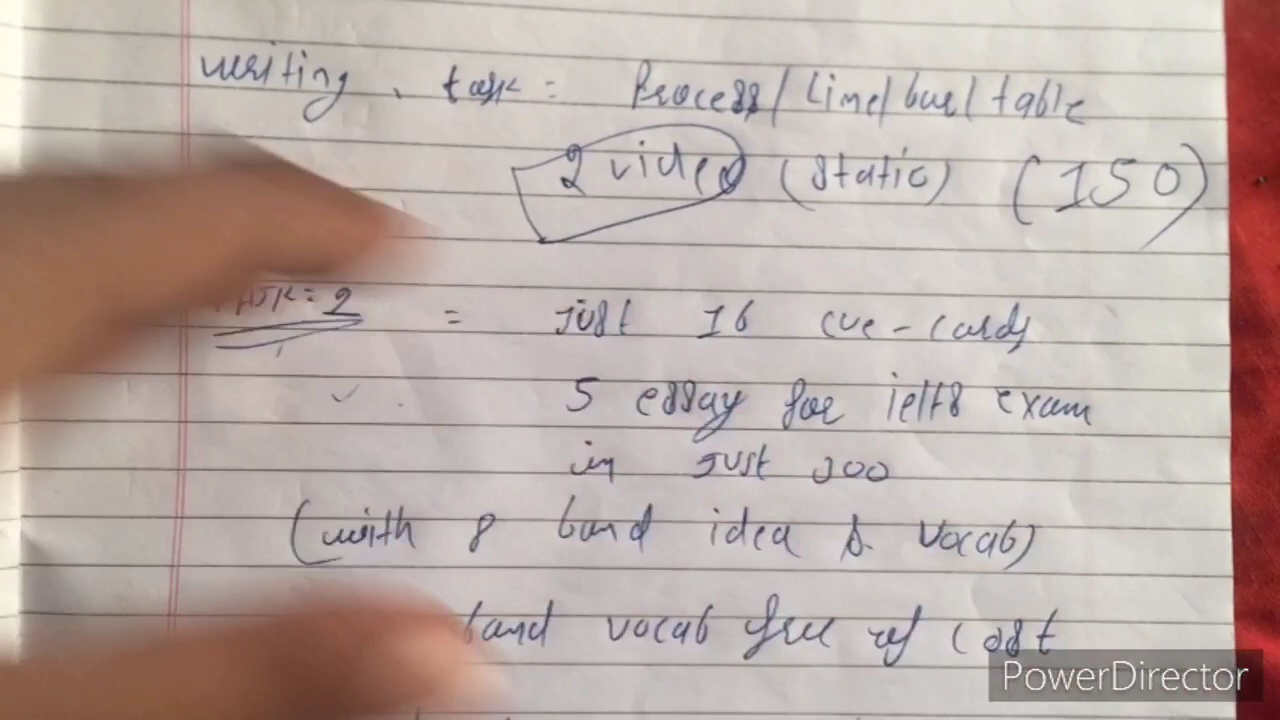 writing task = Process/Line/bar/table
2 video (static) (150)
TASK = 2 = Just 16 cue-cards
5 essay for ielts exam
in just 200
(with 8 band idea & vocab)
band vocab free of cost
PowerDirector